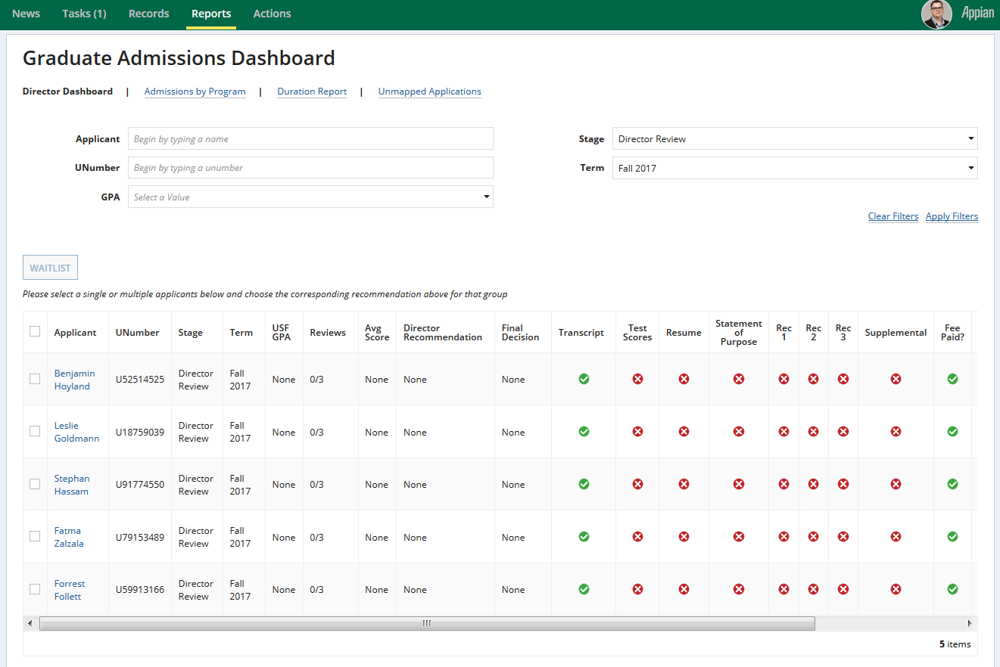 News Tasks (1) Records Reports Actions Appian
Graduate Admissions Dashboard
Director Dashboard | Admissions by Program | Duration Report | Unmapped Applications
Applicant Begin by typing a name Stage Director Review
UNumber Begin by typing a unumber Term Fall 2017
GPA Select a Value
Clear Filters Apply Filters
WAITLIST
Please select a single or multiple applicants below and choose the corresponding recommendation above for that group
Applicant UNumber Stage Term USF GPA Reviews Avg Score Director Recommendation Final Decision Transcript Test Scores Resume Statement of Purpose Rec 1 Rec 2 Rec 3 Supplemental Fee Paid?
Benjamin Hoyland U52514525 Director Review Fall 2017 None 0/3 None None None
Leslie Goldmann U18759039 Director Review Fall 2017 None 0/3 None None None
Stephan Hassam U91774550 Director Review Fall 2017 None 0/3 None None None
Fatma Zalzala U79153489 Director Review Fall 2017 None 0/3 None None None
Forrest Follett U59913166 Director Review Fall 2017 None 0/3 None None None
5 items